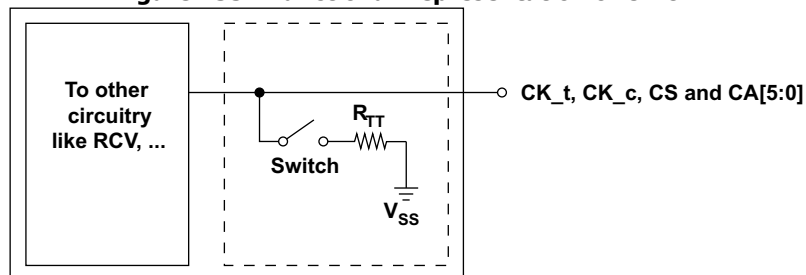 To other
circuitry
like RCV, ...
CK_t, CK_c, CS and CA[5:0]
RTT
Switch
VSS